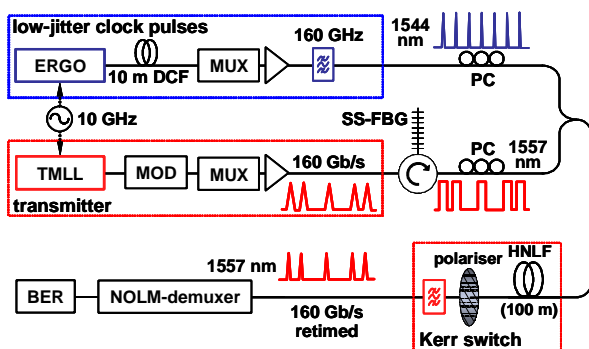 low-jitter clock pulses
ERGO
10 m DCF
MUX
160 GHz
1544
nm
PC
10 GHz
SS-FBG
TMLL
MOD
MUX
160 Gb/s
PC
1557
nm
transmitter
BER
NOLM-demuxer
1557 nm
160 Gb/s
retimed
polariser
HNLF
(100 m)
Kerr switch